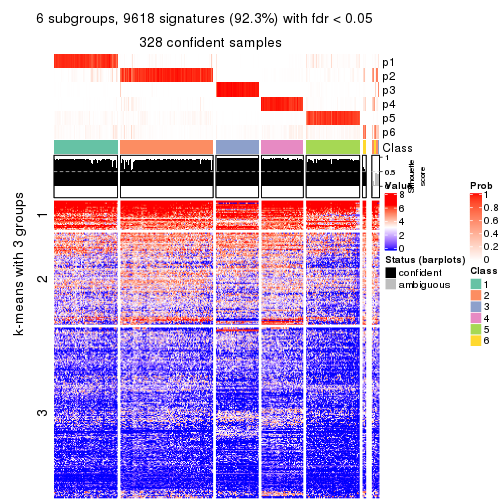 6 subgroups, 9618 signatures (92.3%) with fdr < 0.05
328 confident samples
p1
p2
p3
p4
p5
p6
Class
1
0.5
0
Silhouette
score
k-means with 3 groups
1
2
3
Value
8
6
4
2
0
Status (barplots)
confident
ambiguous
Prob
1
0.8
0.6
0.4
0.2
0
Class
1
2
3
4
5
6